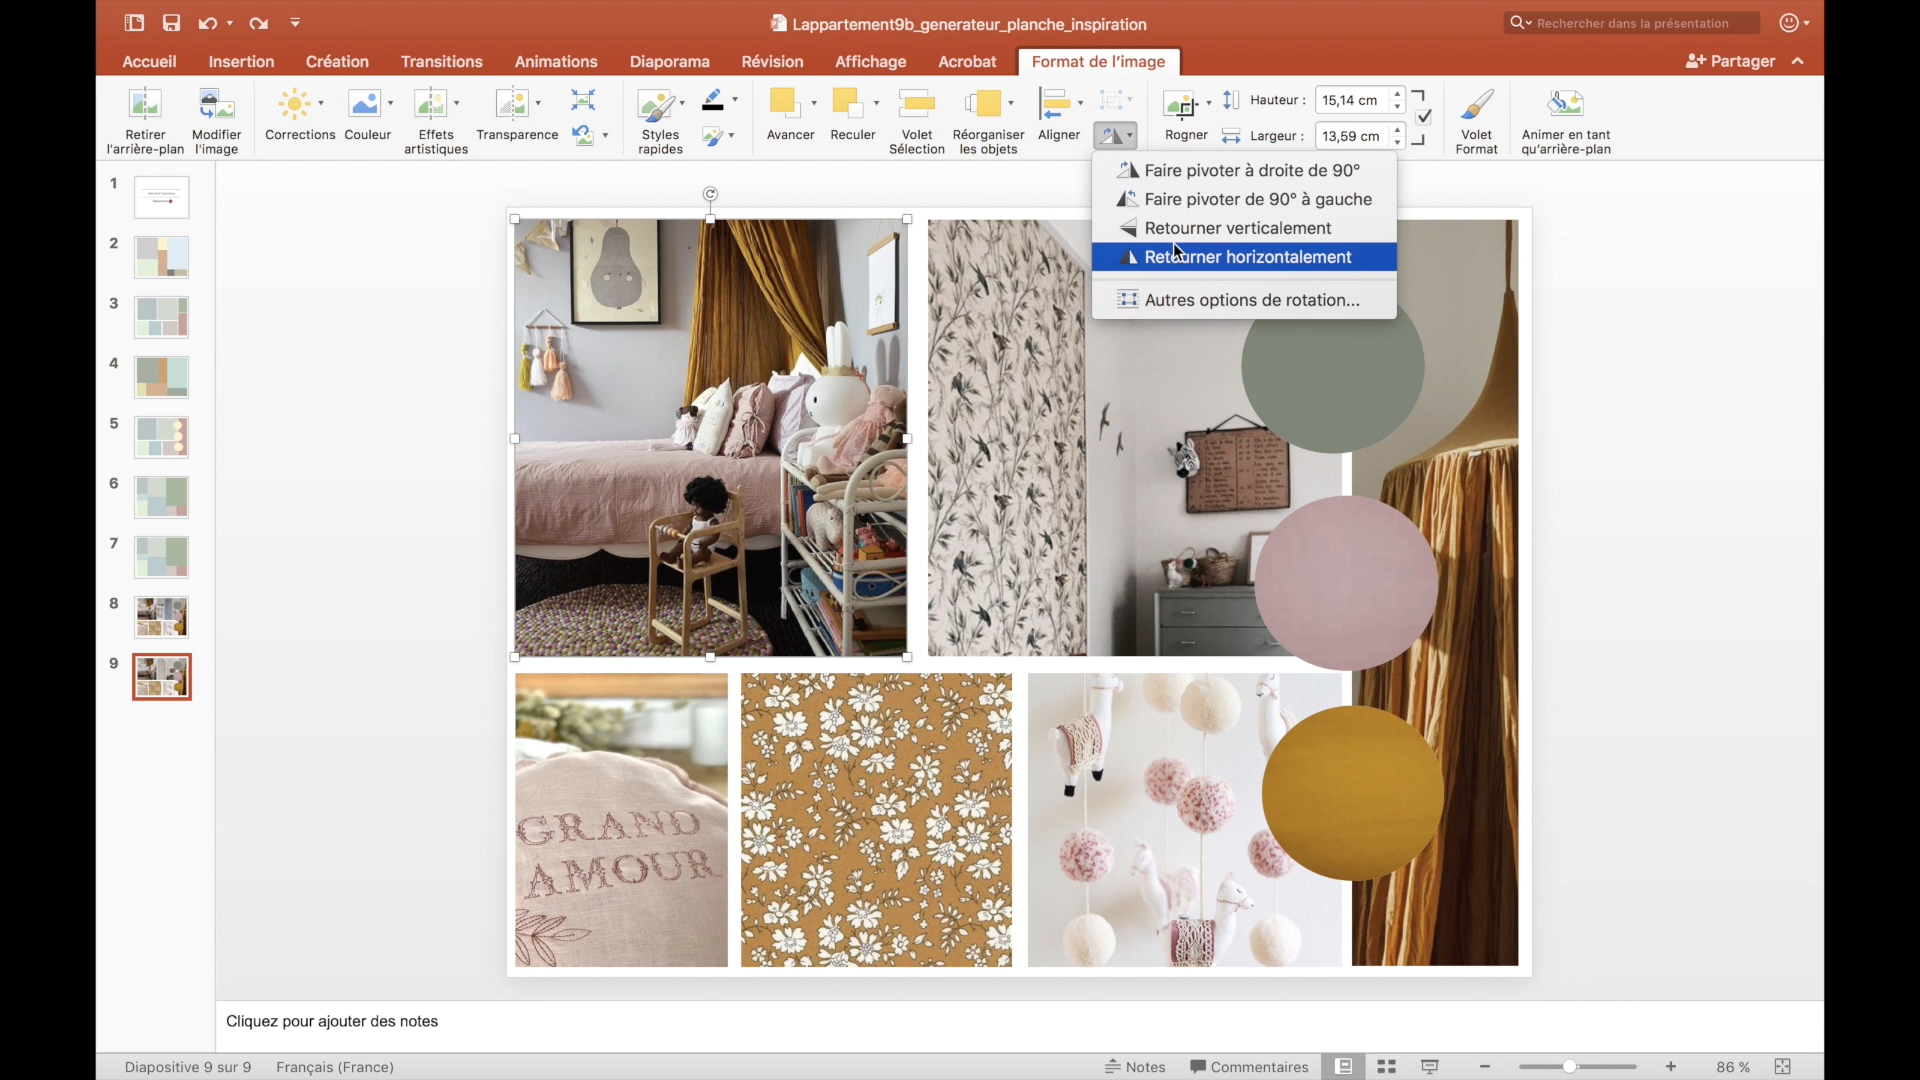 Lappartement9b_generateur_planche_inspiration
Rechercher dans la présentation
Accueil
Insertion
Création
Transitions
Animations
Diaporama
Révision
Affichage
Acrobat
Format de l'image
Partager
Retirer
l'arrière-plan
Modifier
l'image
Corrections
Couleur
Effets
artistiques
Transparence
Styles
rapides
Avancer
Reculer
Volet
Sélection
Réorganiser
les objets
Aligner
Rogner
Hauteur :
15,14 cm
Largeur :
13,59 cm
Volet
Format
Animer en tant
qu'arrière-plan
Faire pivoter à droite de 90°
Faire pivoter de 90° à gauche
Retourner verticalement
Retourner horizontalement
Autres options de rotation...
1
2
3
4
5
6
7
8
9
GRAND
AMOUR
Cliquez pour ajouter des notes
Diapositive 9 sur 9
Français (France)
Notes
Commentaires
86 %